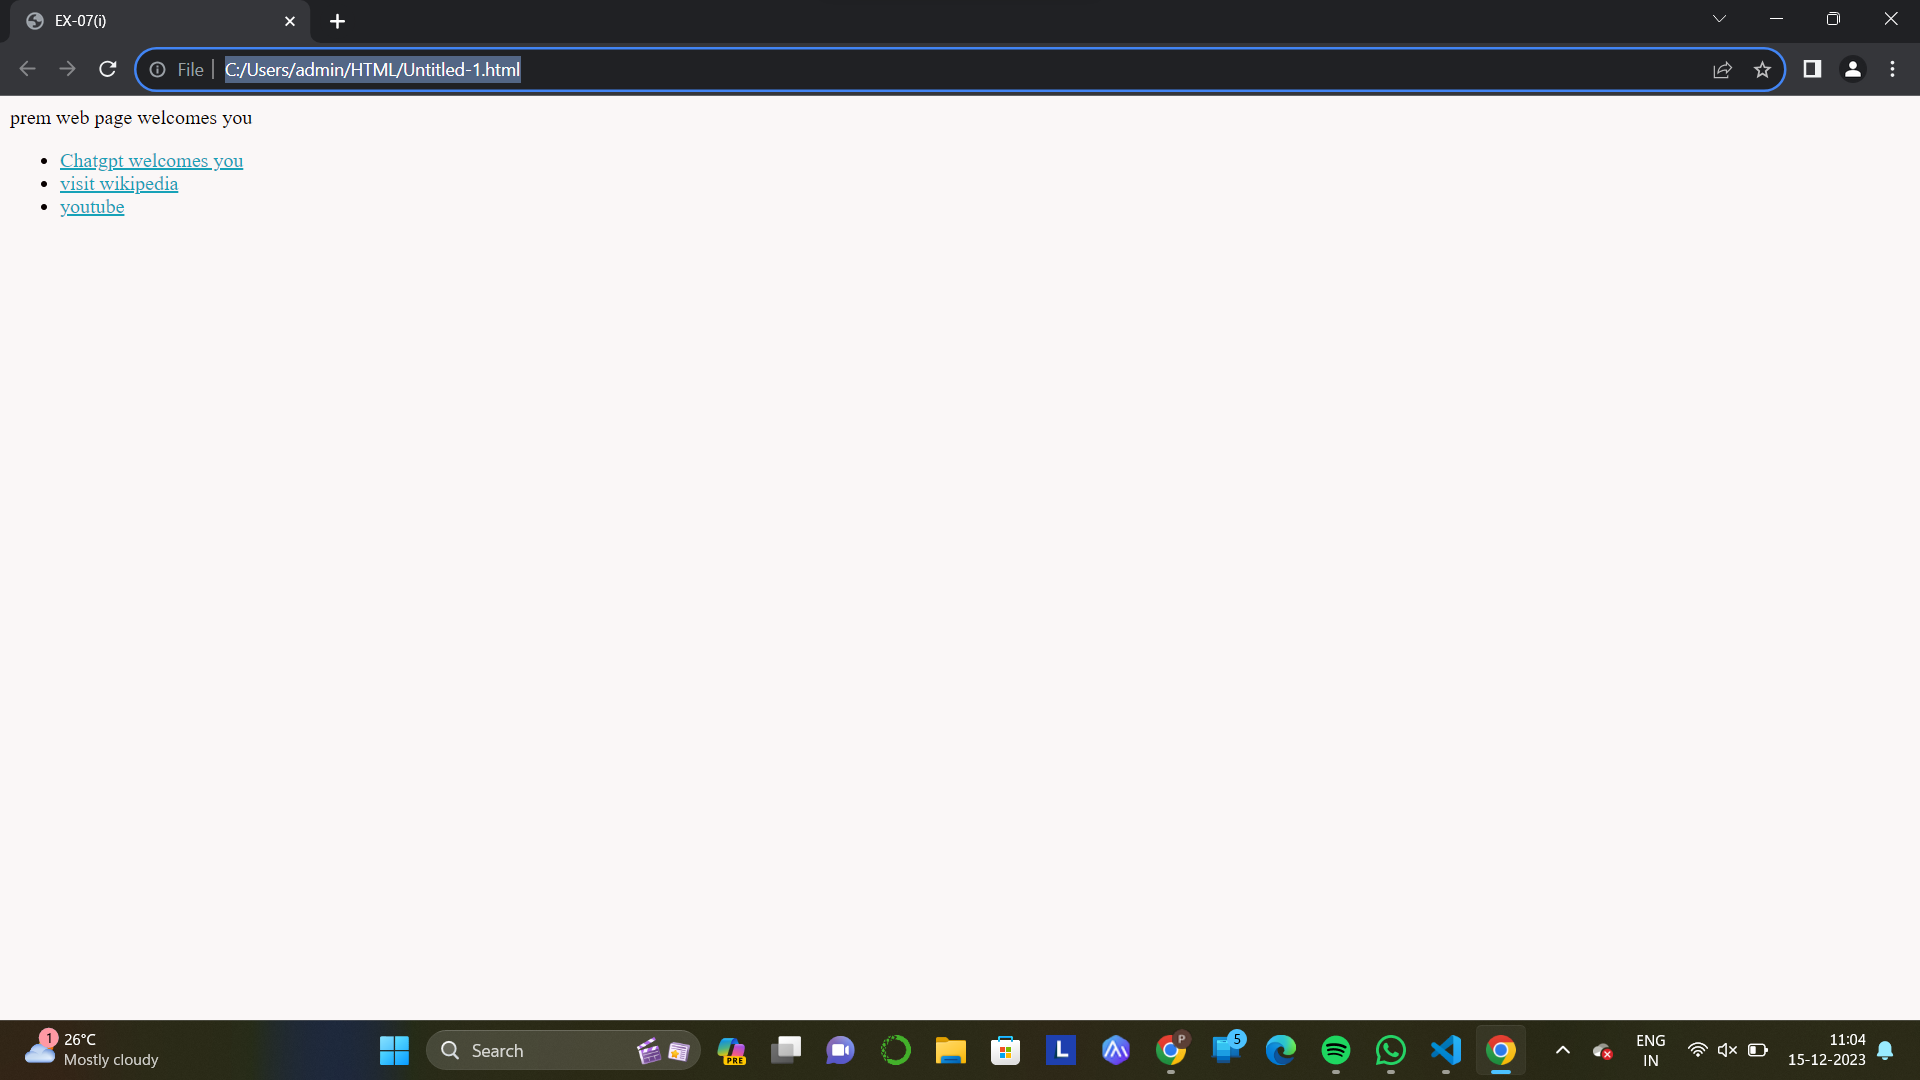 EX-07(i)
File
C:/Users/admin/HTML/Untitled-1.html
prem web page welcomes you
Chatgpt welcomes you
visit wikipedia
youtube
1
26°C
Mostly cloudy
Search
PRE
L
P
5
ENG
IN
11:04
15-12-2023